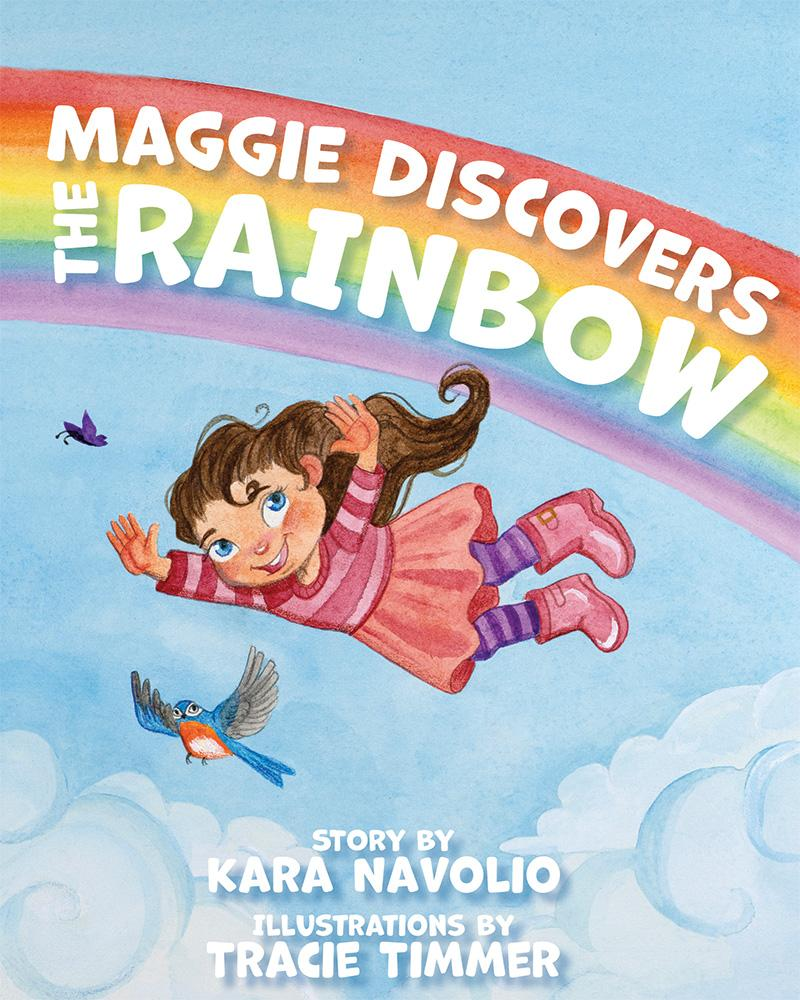 MAGGIE DISCOVERS
THE RAINBOW
STORY BY
KARA NAVOLIO
ILLUSTRATIONS BY
TRACIE TIMMER